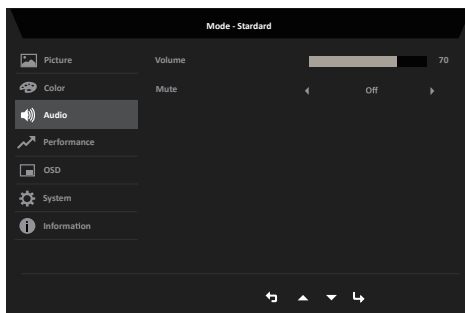 Mode - Stardard
Picture
Volume
70
Color
Mute
Off
Audio
Performance
OSD
System
Information